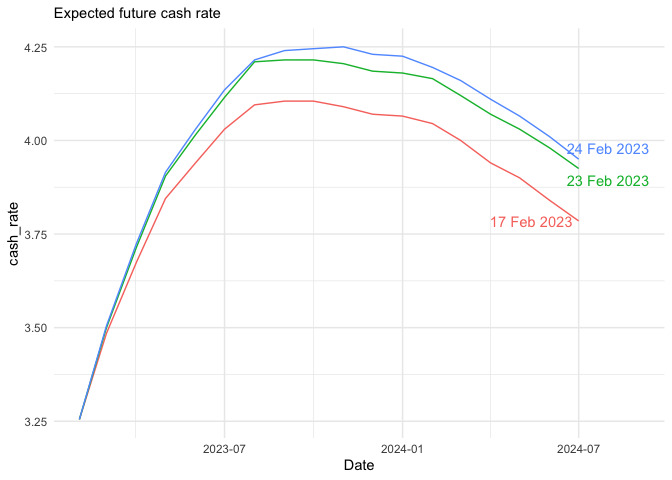 Expected future cash rate
cash_rate
4.25
4.00
3.75
3.50
3.25
24 Feb 2023
23 Feb 2023
17 Feb 2023
2023-07
2024-01
2024-07
Date